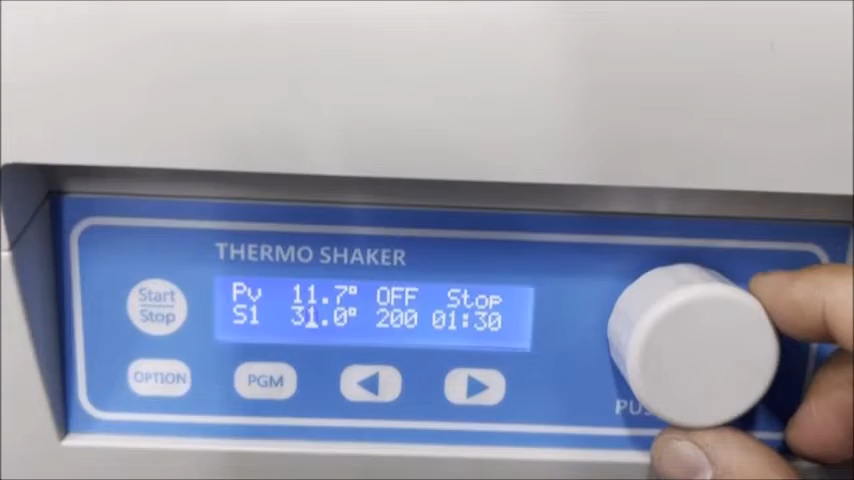 THERMO SHAKER
Start
Stop
Pv 11.7° OFF Stop
S1 31.0° 200 01:30
OPTION
PGM